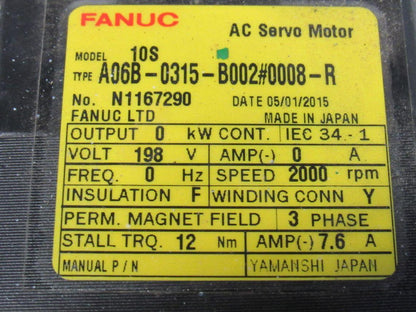 FANUC AC Servo Motor
MODEL 10S
TYPE A06B-0315-B002#0008-R
No. N1167290 DATE 05/01/2015
FANUC LTD MADE IN JAPAN
OUTPUT 0 kW CONT. IEC 34.-1
VOLT 198 V AMP(~) 0 A
FREQ. 0 Hz SPEED 2000 rpm
INSULATION F WINDING CONN Y
PERM. MAGNET FIELD 3 PHASE
STALL TRQ. 12 Nm AMP(~) 7.6 A
MANUAL P/N YAMANSHI JAPAN